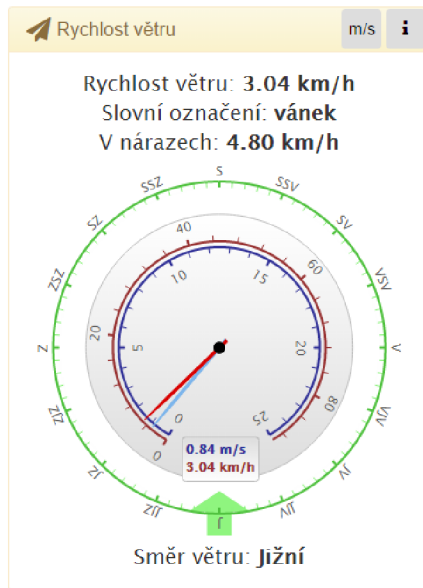 Rychlost větru
m/s
i
Rychlost větru: 3.04 km/h
Slovní označení: vánek
V nárazech: 4.80 km/h
S
SSZ
SSV
SZ
SV
ZSZ
VSV
Z
V
ZJZ
VJV
JZ
JV
JJZ
JJV
J
0
20
40
60
80
0
5
10
15
20
25
0.84 m/s
3.04 km/h
Směr větru: Jižní